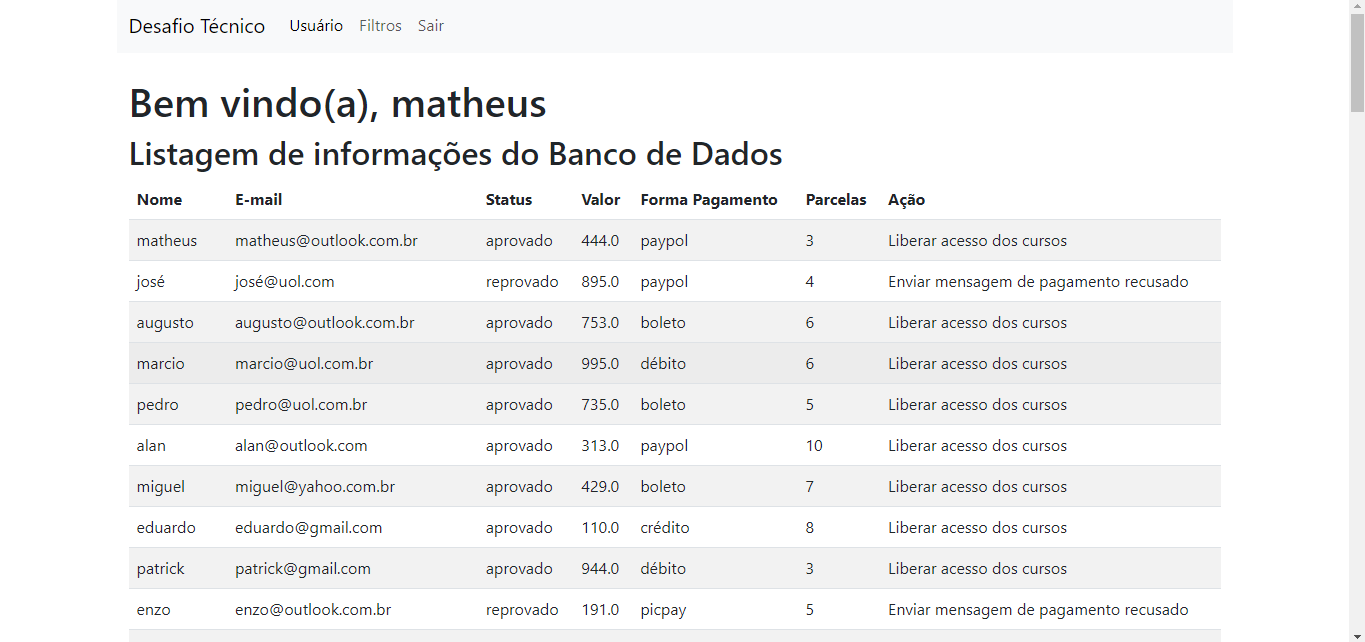 Desafio Técnico Usuário Filtros Sair
Bem vindo(a), matheus
Listagem de informações do Banco de Dados
Nome E-mail Status Valor Forma Pagamento Parcelas Ação
matheus matheus@outlook.com.br aprovado 444.0 paypol 3 Liberar acesso dos cursos
josé josé@uol.com reprovado 895.0 paypol 4 Enviar mensagem de pagamento recusado
augusto augusto@outlook.com.br aprovado 753.0 boleto 6 Liberar acesso dos cursos
marcio marcio@uol.com.br aprovado 995.0 débito 6 Liberar acesso dos cursos
pedro pedro@uol.com.br aprovado 735.0 boleto 5 Liberar acesso dos cursos
alan alan@outlook.com aprovado 313.0 paypol 10 Liberar acesso dos cursos
miguel miguel@yahoo.com.br aprovado 429.0 boleto 7 Liberar acesso dos cursos
eduardo eduardo@gmail.com aprovado 110.0 crédito 8 Liberar acesso dos cursos
patrick patrick@gmail.com aprovado 944.0 débito 3 Liberar acesso dos cursos
enzo enzo@outlook.com.br reprovado 191.0 picpay 5 Enviar mensagem de pagamento recusado